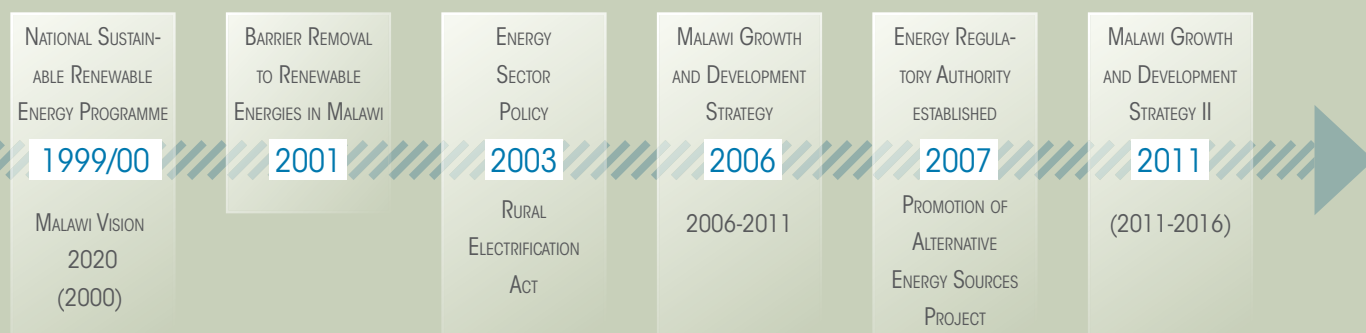 National Sustain-
able Renewable
Energy Programme
1999/00
Malawi Vision
2020
(2000)
Barrier Removal
to Renewable
Energies in Malawi
2001
Energy
Sector
Policy
2003
Rural
Electrification
Act
Malawi Growth
and Development
Strategy
2006
2006-2011
Energy Regula-
tory Authority
established
2007
Promotion of
Alternative
Energy Sources
Project
Malawi Growth
and Development
Strategy II
2011
(2011-2016)